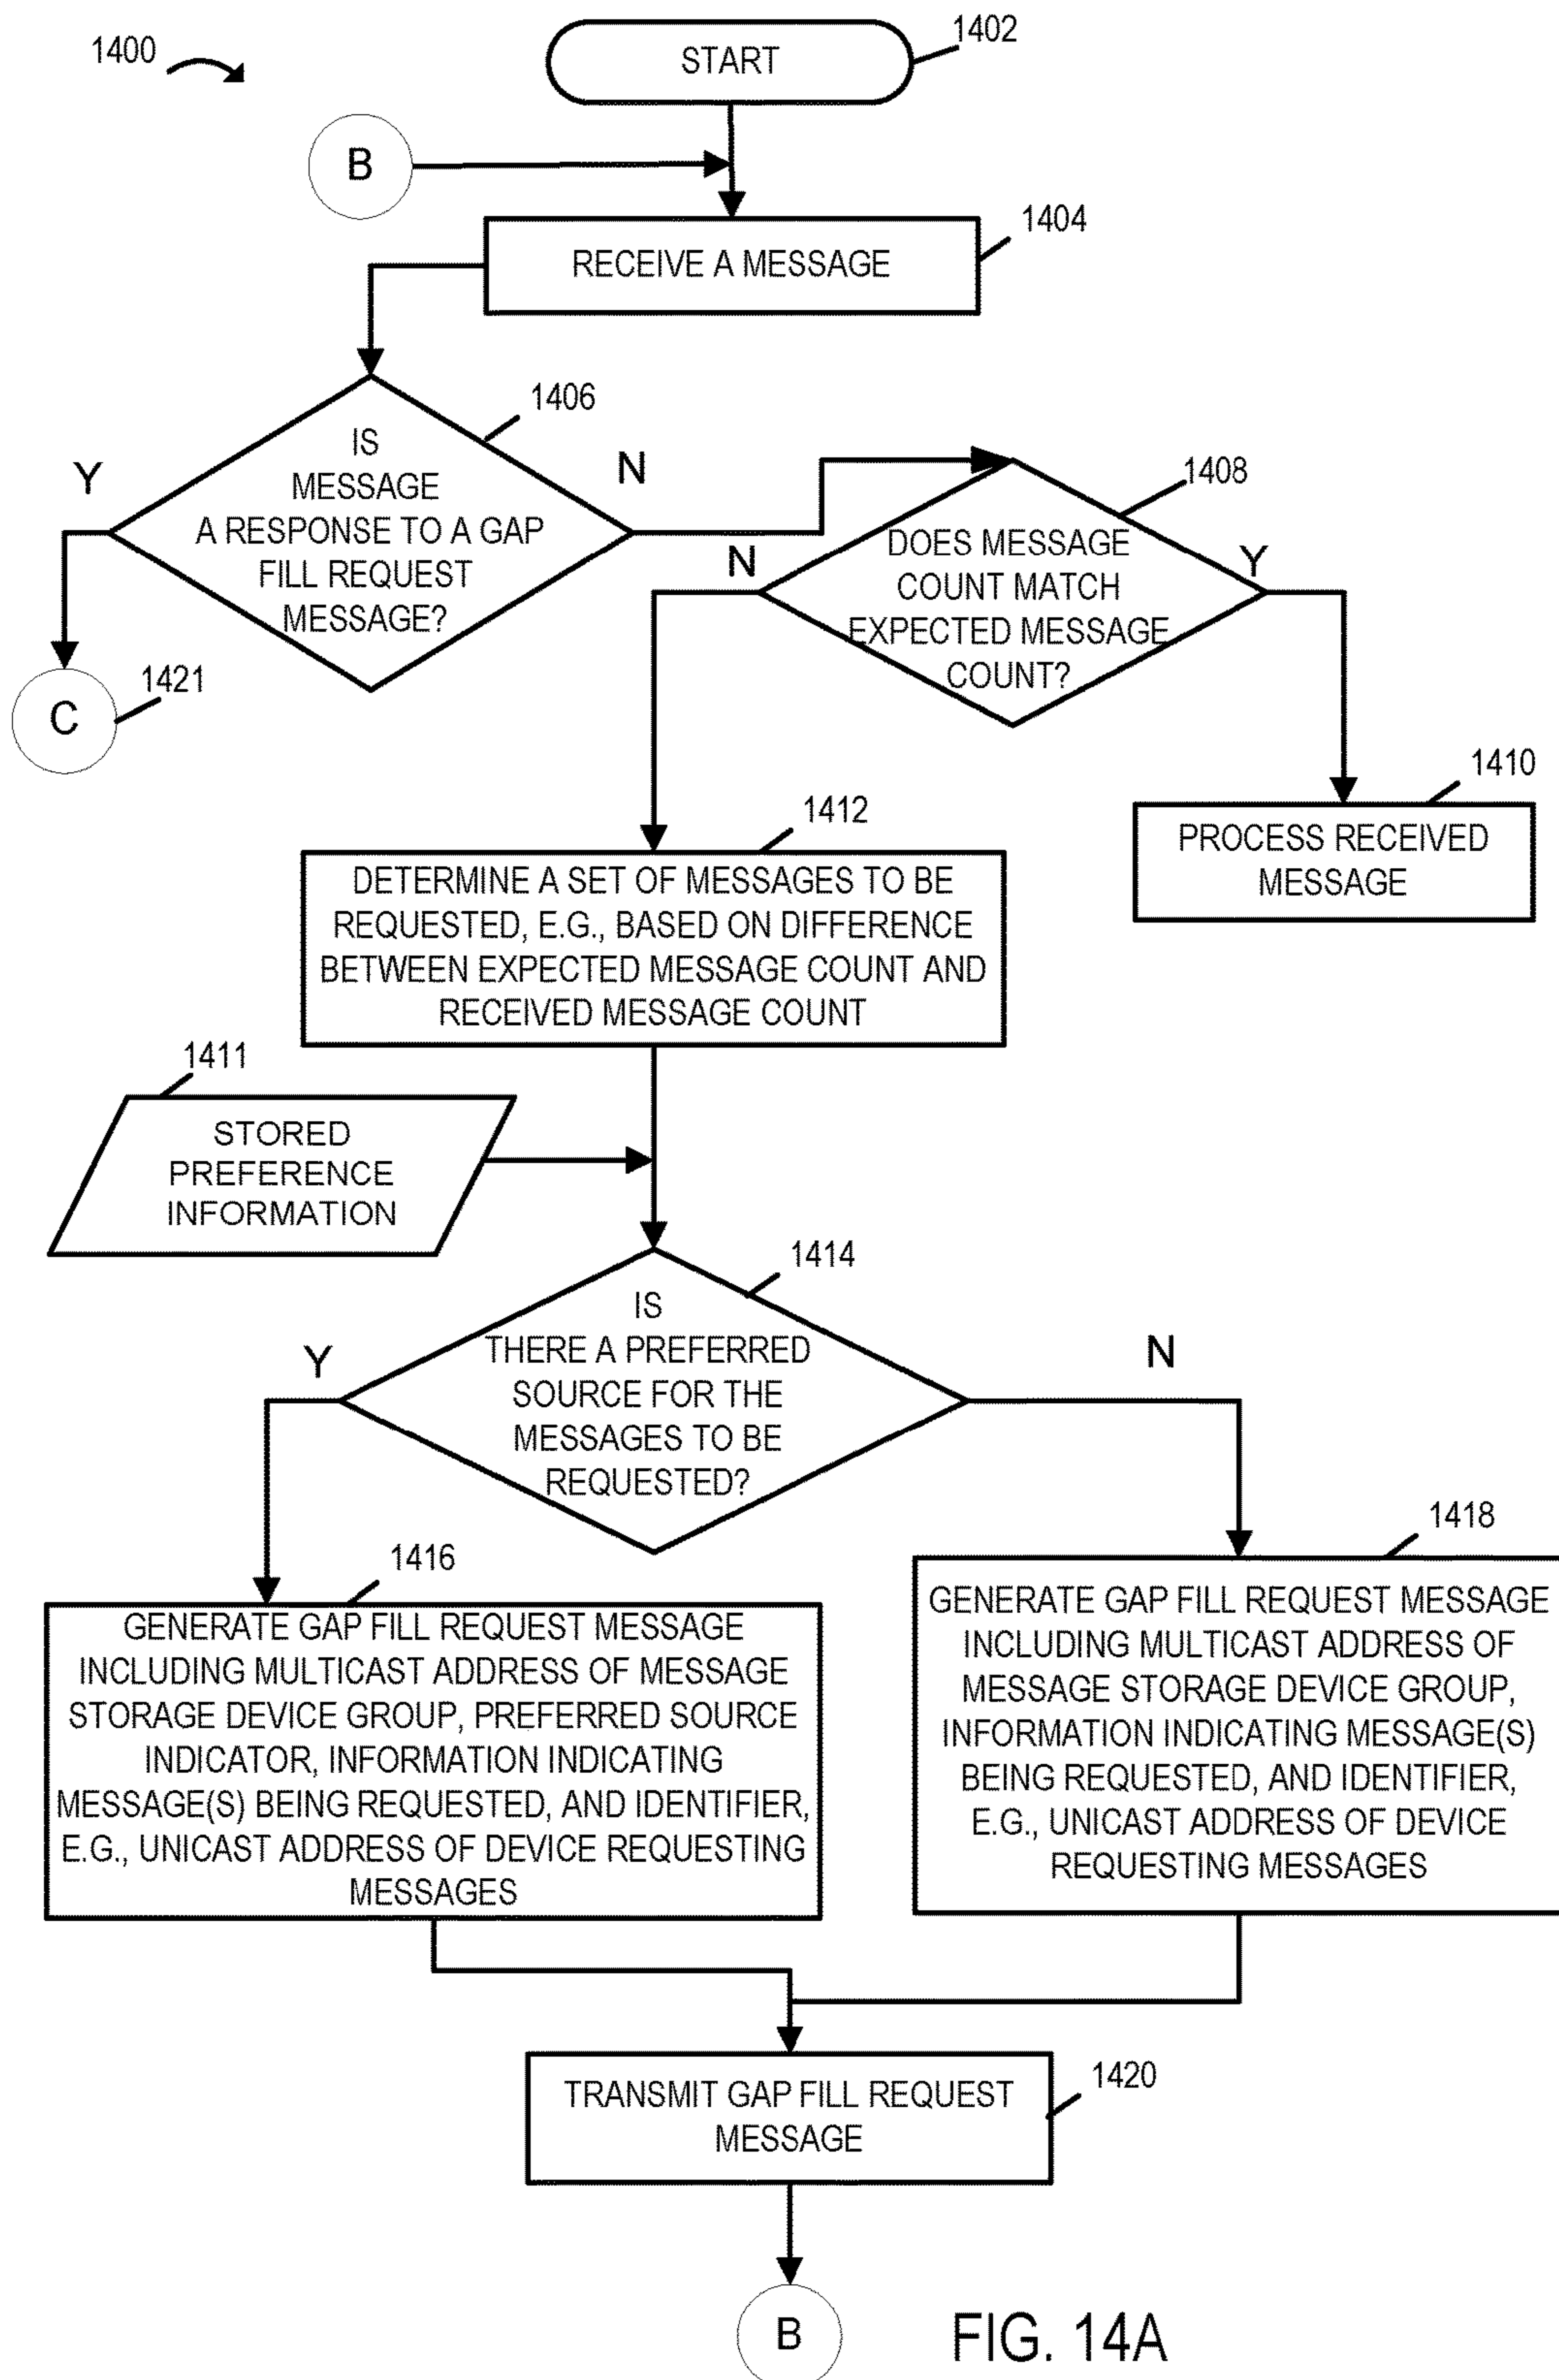 1400
START
1402
B
1404
RECEIVE A MESSAGE
1406
IS
MESSAGE
A RESPONSE TO A GAP
FILL REQUEST
MESSAGE?
Y
N
1408
DOES MESSAGE
COUNT MATCH
EXPECTED MESSAGE
COUNT?
N
Y
C
1421
1410
PROCESS RECEIVED
MESSAGE
1412
DETERMINE A SET OF MESSAGES TO BE
REQUESTED, E.G., BASED ON DIFFERENCE
BETWEEN EXPECTED MESSAGE COUNT AND
RECEIVED MESSAGE COUNT
1411
STORED
PREFERENCE
INFORMATION
1414
IS
THERE A PREFERRED
SOURCE FOR THE
MESSAGES TO BE
REQUESTED?
Y
N
1416
GENERATE GAP FILL REQUEST MESSAGE
INCLUDING MULTICAST ADDRESS OF MESSAGE
STORAGE DEVICE GROUP, PREFERRED SOURCE
INDICATOR, INFORMATION INDICATING
MESSAGE(S) BEING REQUESTED, AND IDENTIFIER,
E.G., UNICAST ADDRESS OF DEVICE REQUESTING
MESSAGES
1418
GENERATE GAP FILL REQUEST MESSAGE
INCLUDING MULTICAST ADDRESS OF
MESSAGE STORAGE DEVICE GROUP,
INFORMATION INDICATING MESSAGE(S)
BEING REQUESTED, AND IDENTIFIER,
E.G., UNICAST ADDRESS OF DEVICE
REQUESTING MESSAGES
1420
TRANSMIT GAP FILL REQUEST
MESSAGE
B
FIG. 14A